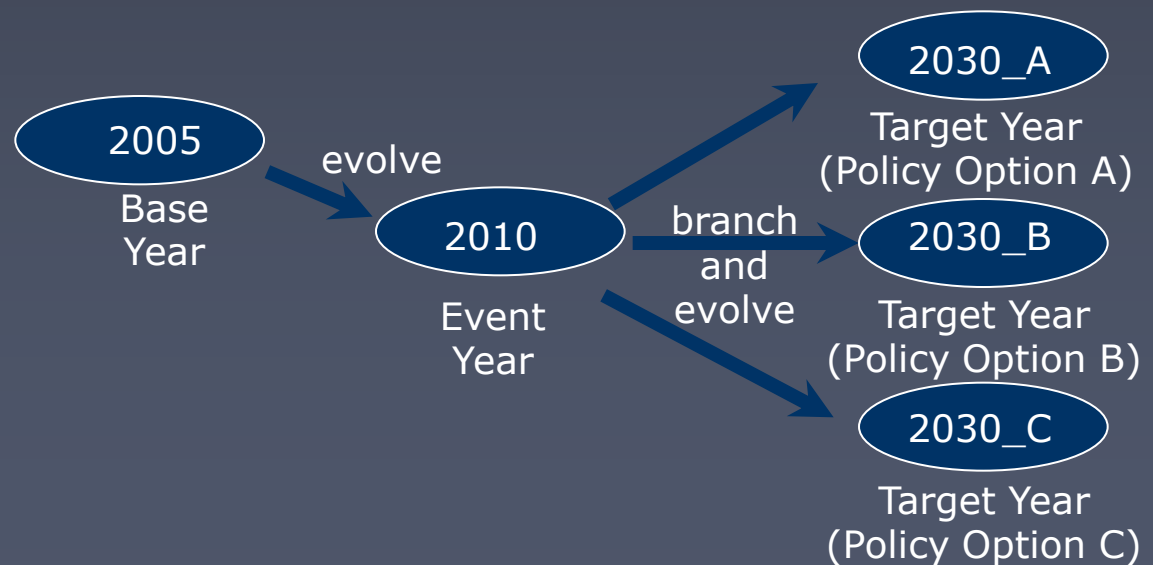 2005
Base
Year
evolve
2010
Event
Year
branch
and
evolve
2030_A
Target Year
(Policy Option A)
2030_B
Target Year
(Policy Option B)
2030_C
Target Year
(Policy Option C)